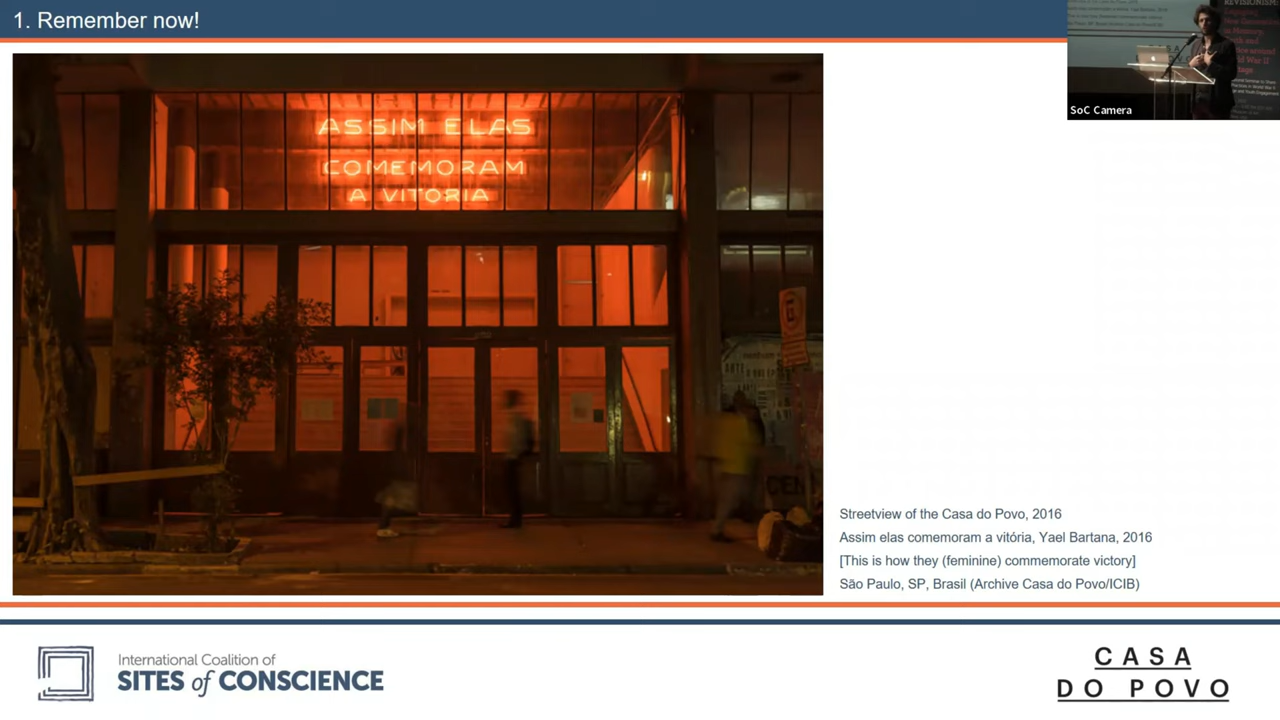 1. Remember now!
REVISIONISM:
SoC Camera
ASSIM ELAS
COMEMORAM
A VITÓRIA
Streetview of the Casa do Povo, 2016
Assim elas comemoram a vitória, Yael Bartana, 2016
[This is how they (feminine) commemorate victory]
São Paulo, SP, Brasil (Archive Casa do Povo/ICIB)
International Coalition of
SITES of CONSCIENCE
CASA
DO POVO